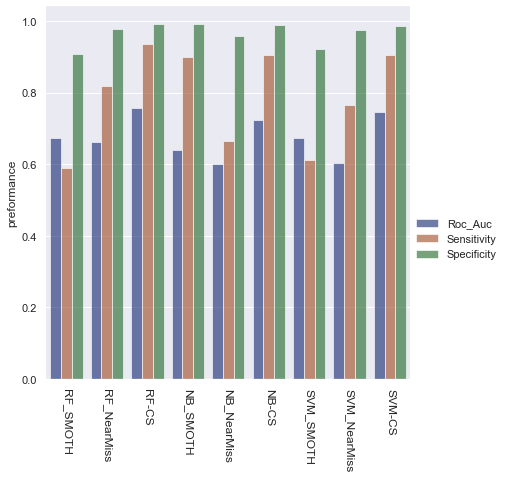 1.0
0.8
0.6
0.4
0.2
0.0
preformance
RF_SMOTH
RF_NearMiss
RF-CS
NB_SMOTH
NB_NearMiss
NB-CS
SVM_SMOTH
SVM_NearMiss
SVM-CS
Roc_Auc
Sensitivity
Specificity